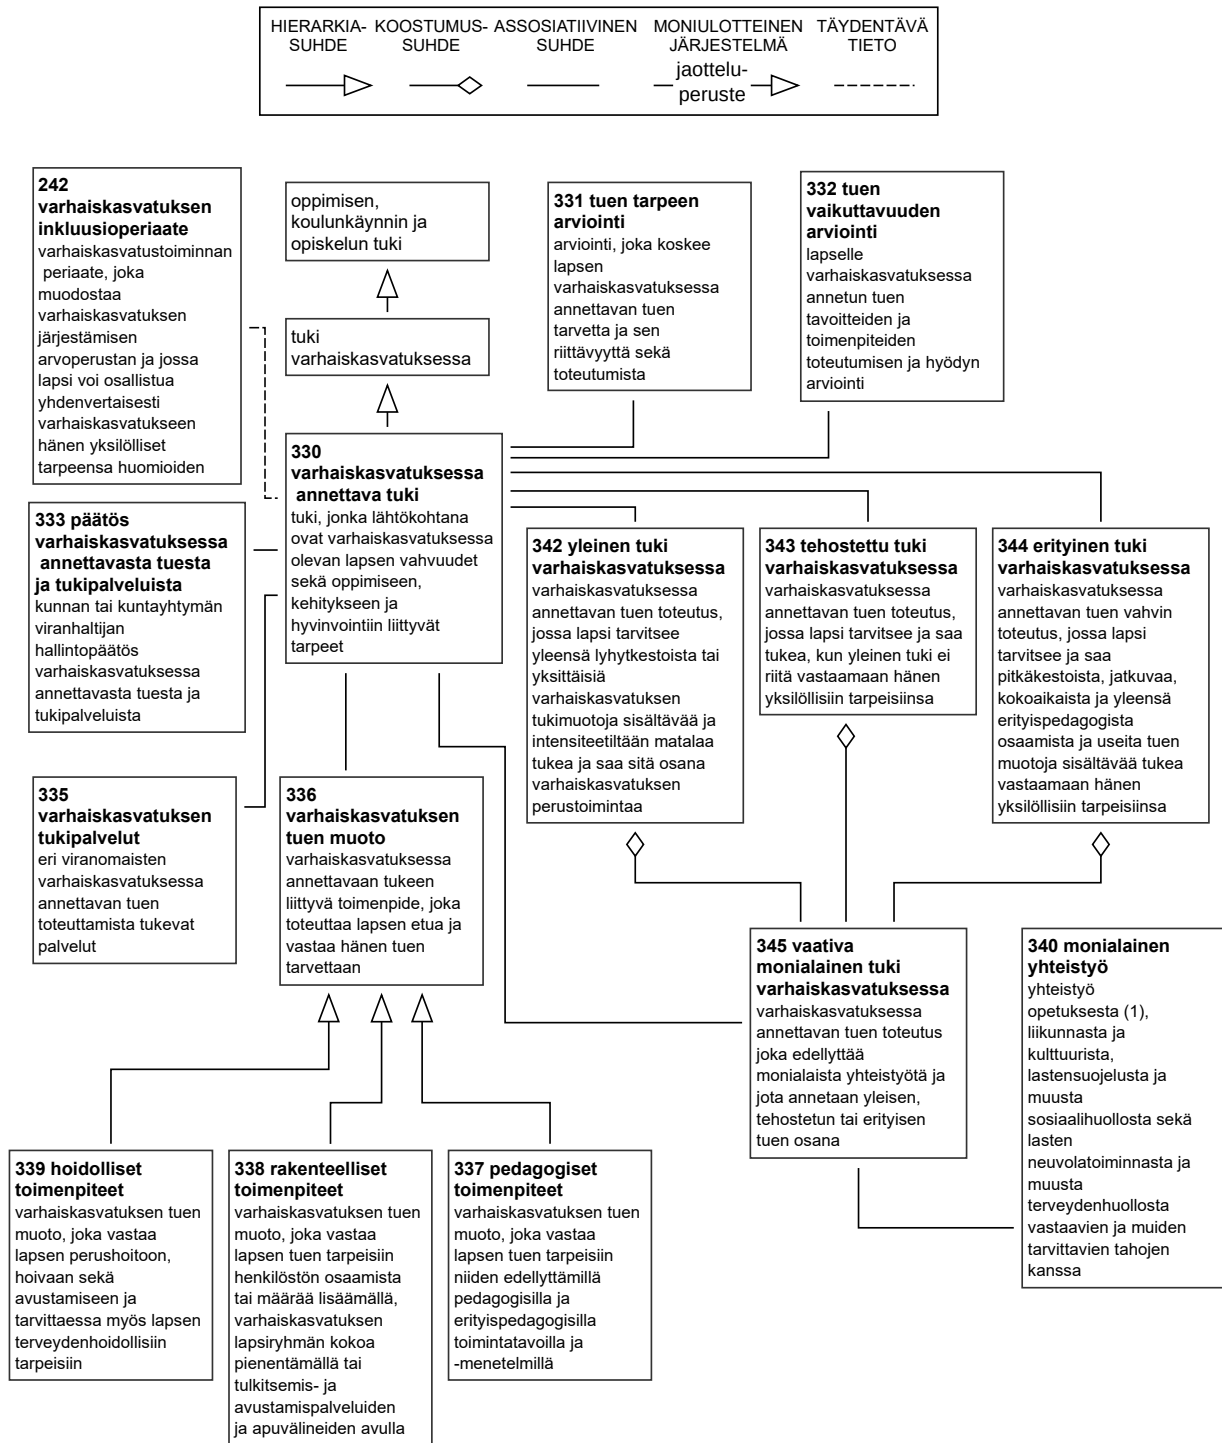 HIERARKIA-
SUHDE
KOOSTUMUS-
SUHDE
ASSOSIATIIVINEN
SUHDE
MONIULOTTEINEN
JÄRJESTELMÄ
jaottelu-
peruste
TÄYDENTÄVÄ
TIETO
242
varhaiskasvatuksen
inkluusioperiaate
varhaiskasvatustoiminnan
periaate, joka
muodostaa
varhaiskasvatuksen
järjestämisen
arvoperustan ja jossa
lapsi voi osallistua
yhdenvertaisesti
varhaiskasvatukseen
hänen yksilölliset
tarpeensa huomioiden
oppimisen,
koulunkäynnin ja
opiskelun tuki
tuki
varhaiskasvatuksessa
331 tuen tarpeen
arviointi
arviointi, joka koskee
lapsen
varhaiskasvatuksessa
annettavan tuen
tarvetta ja sen
riittävyyttä sekä
toteutumista
332 tuen
vaikuttavuuden
arviointi
lapselle
varhaiskasvatuksessa
annetun tuen
tavoitteiden ja
toimenpiteiden
toteutumisen ja hyödyn
arviointi
330
varhaiskasvatuksessa
annettava tuki
tuki, jonka lähtökohtana
ovat varhaiskasvatuksessa
olevan lapsen vahvuudet
sekä oppimiseen,
kehitykseen ja
hyvinvointiin liittyvät
tarpeet
333 päätös
varhaiskasvatuksessa
annettavasta tuesta
ja tukipalveluista
kunnan tai kuntayhtymän
viranhaltijan
hallintopäätös
varhaiskasvatuksessa
annettavasta tuesta ja
tukipalveluista
342 yleinen tuki
varhaiskasvatuksessa
varhaiskasvatuksessa
annettavan tuen toteutus,
jossa lapsi tarvitsee
yleensä lyhytkestoista tai
yksittäisiä
varhaiskasvatuksen
tukimuotoja sisältävää ja
intensiteetiltään matalaa
tukea ja saa sitä osana
varhaiskasvatuksen
perustoimintaa
343 tehostettu tuki
varhaiskasvatuksessa
varhaiskasvatuksessa
annettavan tuen toteutus,
jossa lapsi tarvitsee ja saa
tukea, kun yleinen tuki ei
riitä vastaamaan hänen
yksilöllisiin tarpeisiinsa
344 erityinen tuki
varhaiskasvatuksessa
varhaiskasvatuksessa
annettavan tuen vahvin
toteutus, jossa lapsi
tarvitsee ja saa
pitkäkestoista, jatkuvaa,
kokoaikaista ja yleensä
erityispedagogista
osaamista ja useita tuen
muotoja sisältävää tukea
vastaamaan hänen
yksilöllisiin tarpeisiinsa
335
varhaiskasvatuksen
tukipalvelut
eri viranomaisten
varhaiskasvatuksessa
annettavan tuen
toteuttamista tukevat
palvelut
336
varhaiskasvatuksen
tuen muoto
varhaiskasvatuksessa
annettavaan tukeen
liittyvä toimenpide, joka
toteuttaa lapsen etua ja
vastaa hänen tuen
tarvettaan
345 vaativa
monialainen tuki
varhaiskasvatuksessa
varhaiskasvatuksessa
annettavan tuen toteutus
joka edellyttää
monialaista yhteistyötä ja
jota annetaan yleisen,
tehostetun tai erityisen
tuen osana
340 monialainen
yhteistyö
yhteistyö
opetuksesta (1),
liikunnasta ja
kulttuurista,
lastensuojelusta ja
muusta
sosiaalihuollosta sekä
lasten
neuvolatoiminnasta ja
muusta
terveydenhuollosta
vastaavien ja muiden
tarvittavien tahojen
kanssa
339 hoidolliset
toimenpiteet
varhaiskasvatuksen tuen
muoto, joka vastaa
lapsen perushoitoon,
hoivaan sekä
avustamiseen ja
tarvittaessa myös lapsen
terveydenhoidollisiin
tarpeisiin
338 rakenteelliset
toimenpiteet
varhaiskasvatuksen tuen
muoto, joka vastaa
lapsen tuen tarpeisiin
henkilöstön osaamista
tai määrää lisäämällä,
varhaiskasvatuksen
lapsiryhmän kokoa
pienentämällä tai
tulkitsemis- ja
avustamispalveluiden
ja apuvälineiden avulla
337 pedagogiset
toimenpiteet
varhaiskasvatuksen tuen
muoto, joka vastaa
lapsen tuen tarpeisiin
niiden edellyttämillä
pedagogisilla ja
erityispedagogisilla
toimintatavoilla ja
-menetelmillä